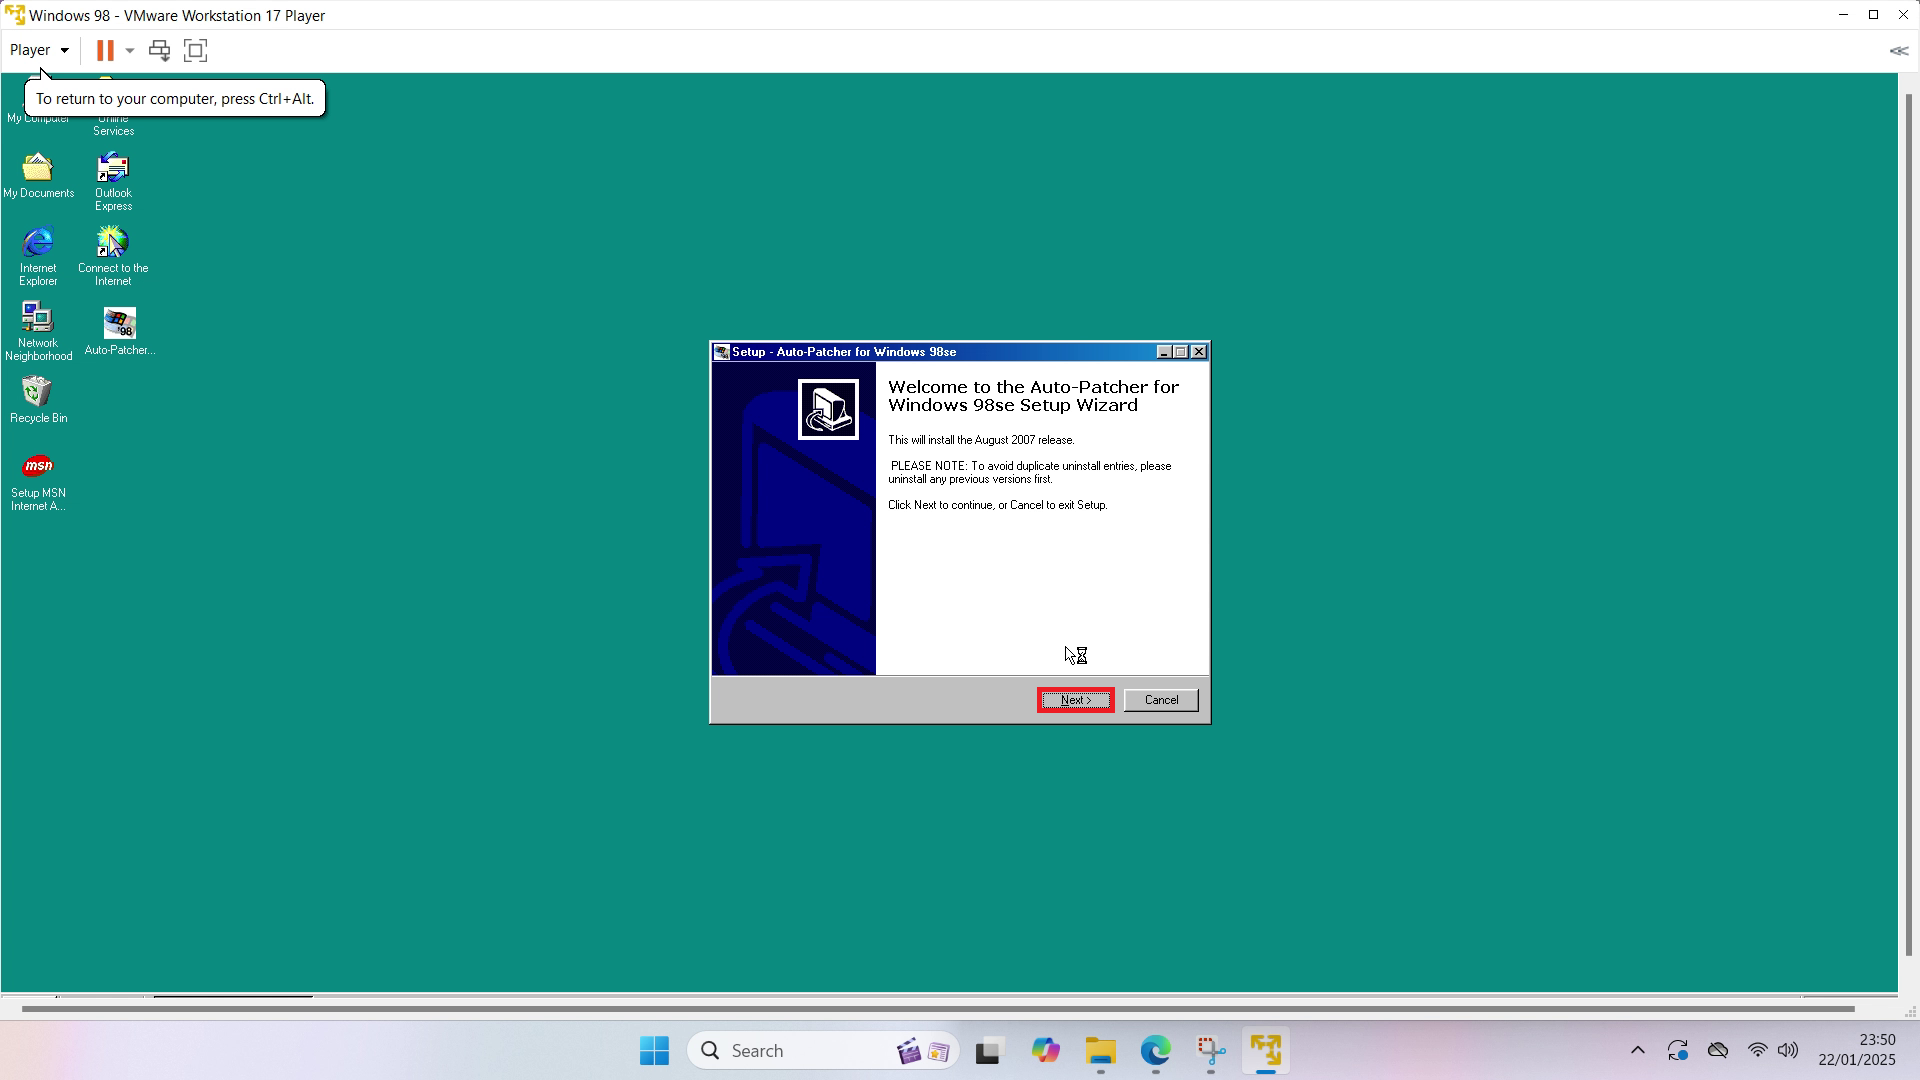 Windows 98 - VMware Workstation 17 Player
Player
To return to your computer, press Ctrl+Alt.
My Computer
Online
Services
My Documents
Outlook
Express
Internet
Explorer
Connect to the
Internet
Network
Neighborhood
'98
Auto-Patcher...
Recycle Bin
msn
Setup MSN
Internet A...
Setup - Auto-Patcher for Windows 98se
Welcome to the Auto-Patcher for
Windows 98se Setup Wizard
This will install the August 2007 release.
PLEASE NOTE: To avoid duplicate uninstall entries, please
uninstall any previous versions first.
Click Next to continue, or Cancel to exit Setup.
Next >
Cancel
Search
23:50
22/01/2025